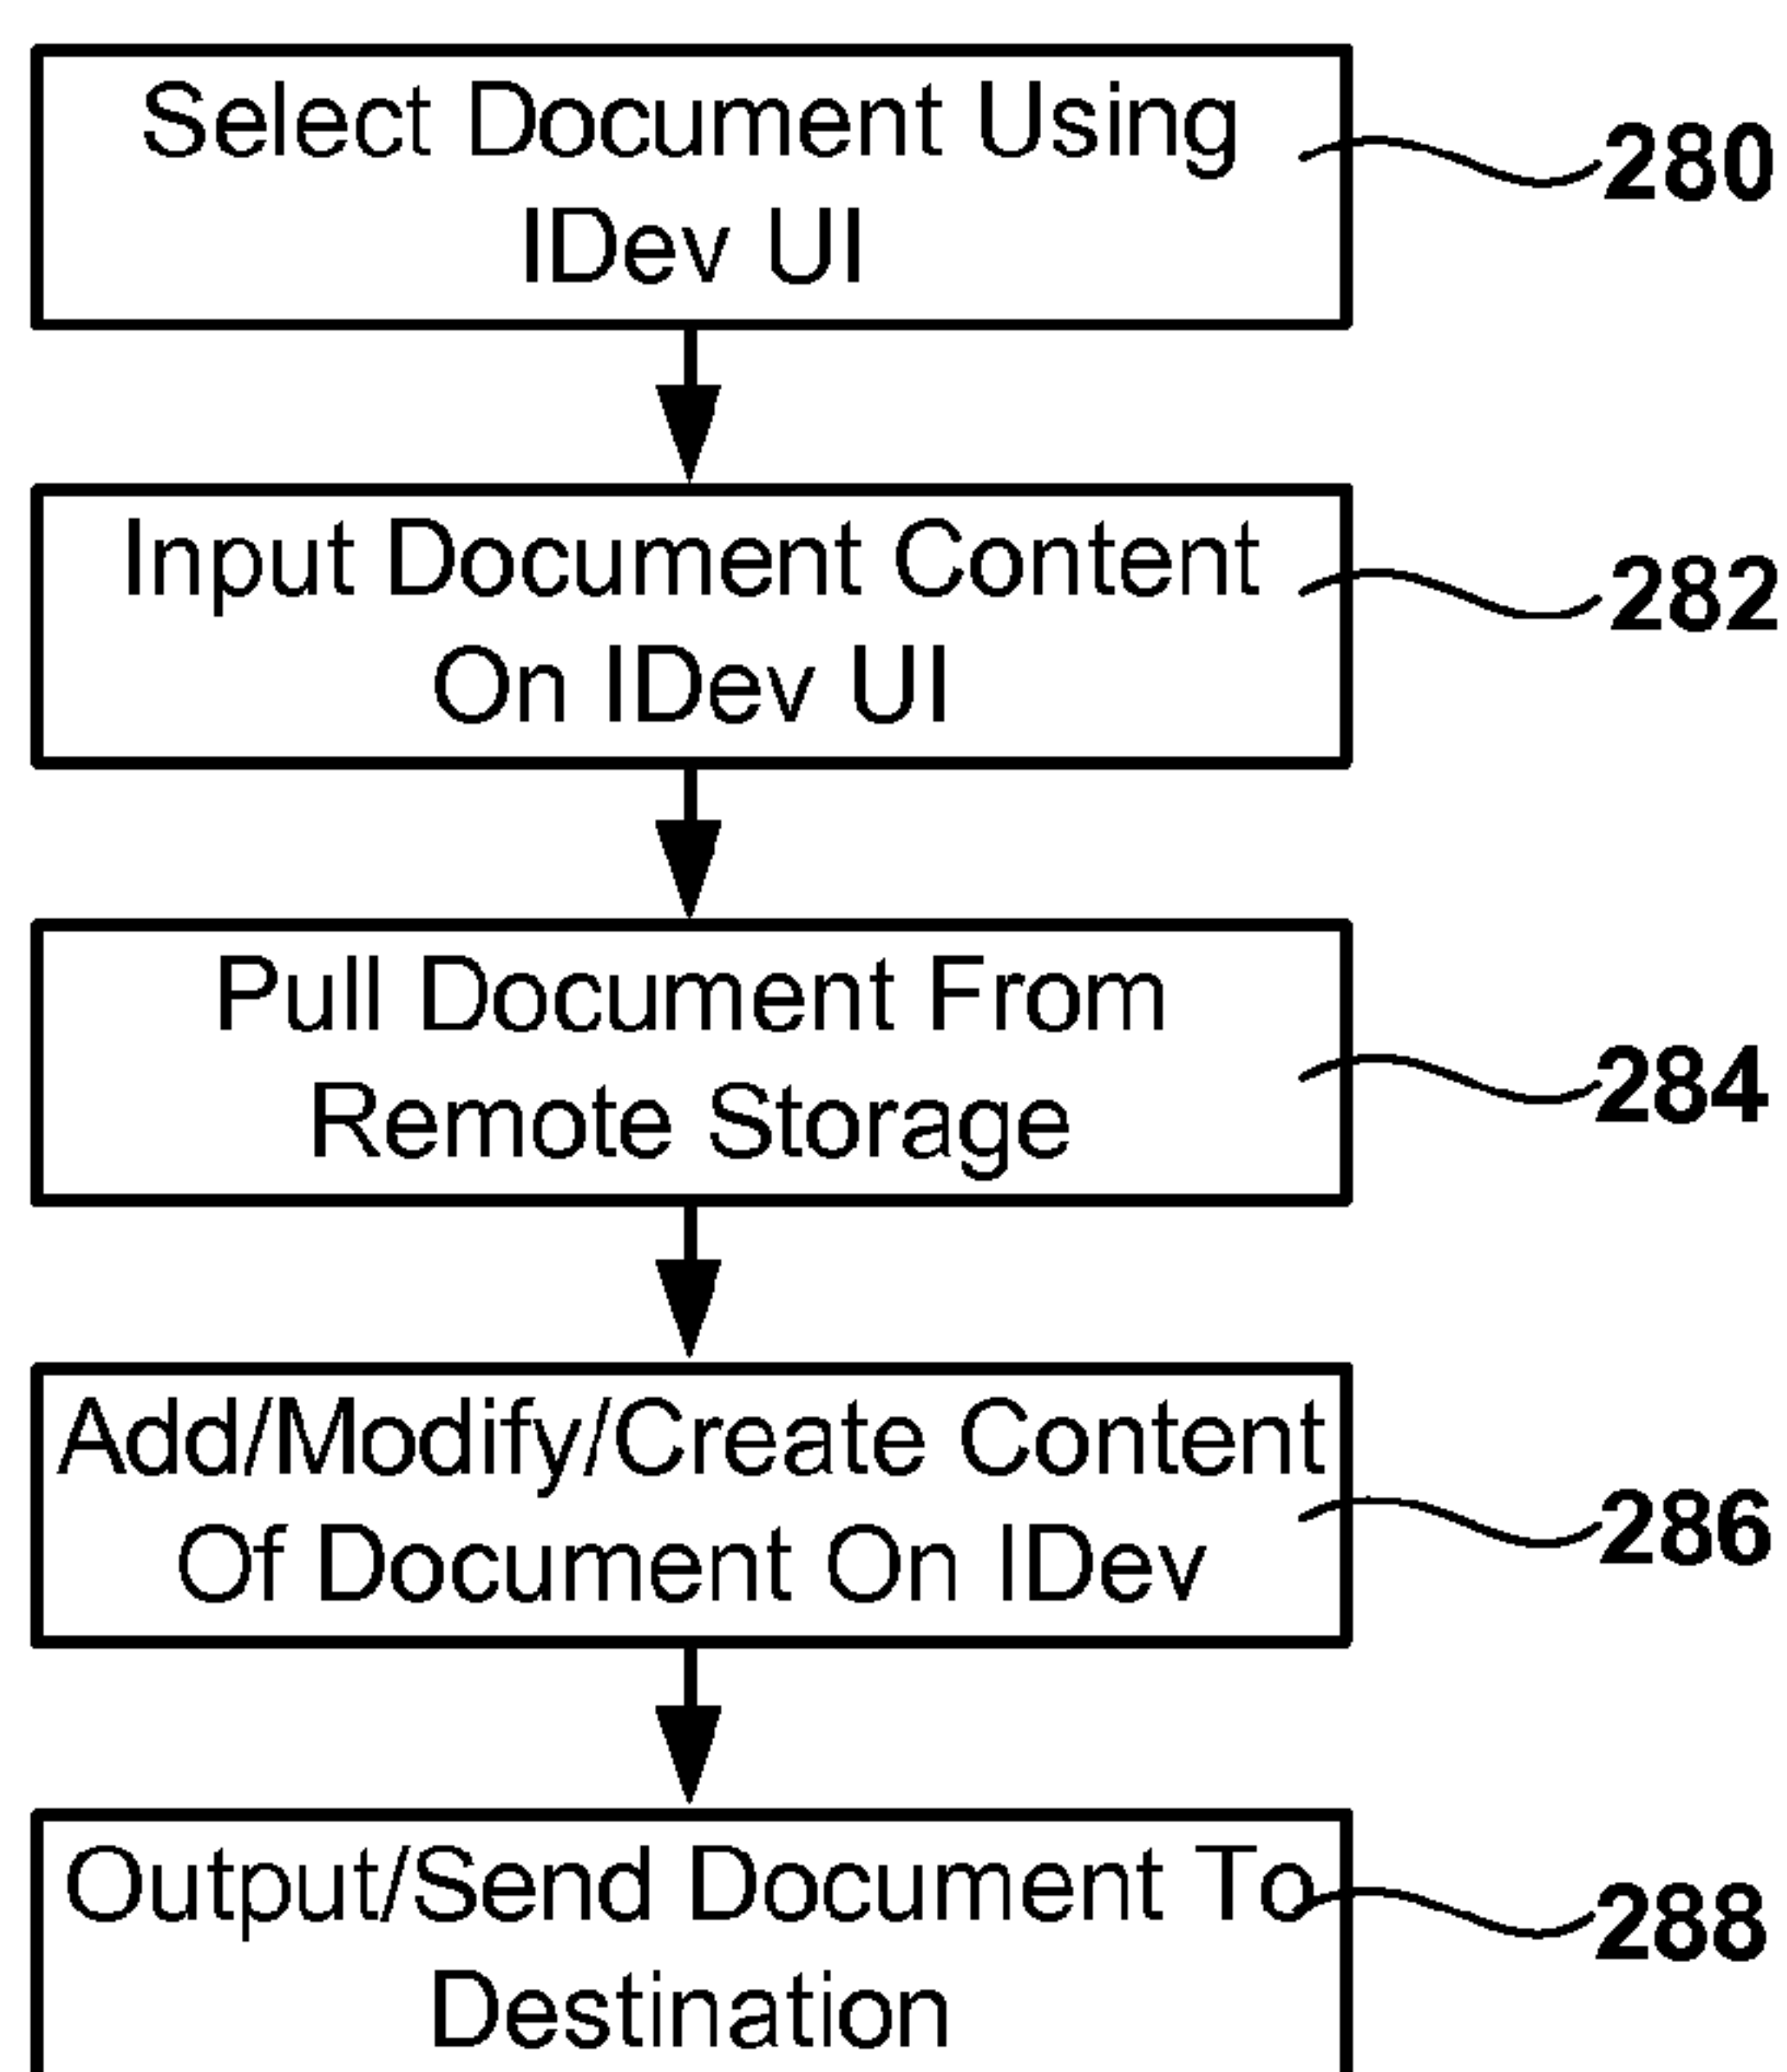 Select Document Using
IDev UI
280
Input Document Content
On IDev UI
282
Pull Document From
Remote Storage
284
Add/Modify/Create Content
Of Document On IDev
286
Output/Send Document To
Destination
288